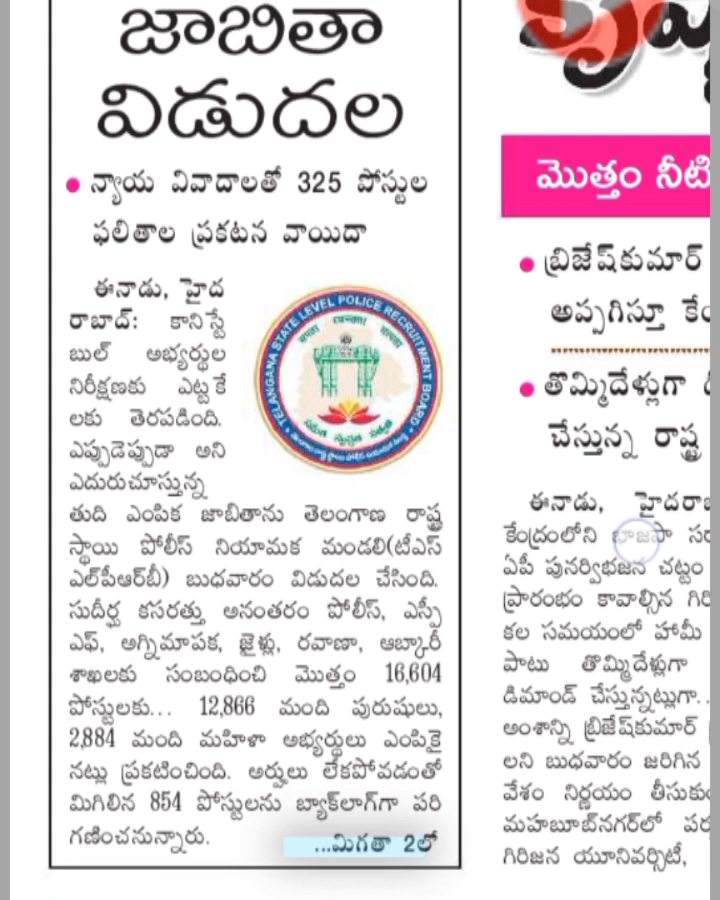 జాబితా
విడుదల
• న్యాయ వివాదాలతో 325 పోస్టుల
ఫలితాల ప్రకటన వాయిదా
ఈనాడు, హైద
రాబాద్: కానిస్టే
బుల్ అభ్యర్థుల
నిరీక్షణకు ఎట్టకే
లకు తెరపడింది.
ఎప్పుడెప్పుడా అని
ఎదురుచూస్తున్న
తుది ఎంపిక జాబితాను తెలంగాణ రాష్ట్ర
స్థాయి పోలీస్ నియామక మండలి(టీఎస్
ఎల్‌పీఆర్‌బీ) బుధవారం విడుదల చేసింది.
సుదీర్ఘ కసరత్తు అనంతరం పోలీస్, ఎస్పీ
ఎఫ్, అగ్నిమాపక, జైళ్లు, రవాణా, ఆబ్కారీ
శాఖలకు సంబంధించి మొత్తం 16,604
పోస్టులకు... 12,866 మంది పురుషులు,
2,884 మంది మహిళా అభ్యర్థులు ఎంపికై
నట్లు ప్రకటించింది. అర్హులు లేకపోవడంతో
మిగిలిన 854 పోస్టులను బ్యాక్‌లాగ్‌గా పరి
గణించనున్నారు.
...మిగతా 2లో
TELANGANA STATE LEVEL POLICE RECRUITMENT BOARD
మొత్తం నీటి
• బ్రిజేష్‌కుమార్
అప్పగిస్తూ
• తొమ్మిదేళ్లుగా
చేస్తున్న రాష్ట్ర
ఈనాడు, హైదరా
కేంద్రంలోని భాజపా
ఏపీ పునర్విభజన చట్టం
ప్రారంభం కావాల్సిన గిరి
కల సమయంలో హామీ
పాటు తొమ్మిదేళ్లుగా
డిమాండ్ చేస్తున్నట్లుగా..
అంశాన్ని బ్రిజేష్‌కుమార్
లని బుధవారం జరిగిన
వేశం నిర్ణయం తీసుకుం
మహబూబ్‌నగర్‌లో
గిరిజన యూనివర్సిటీ,